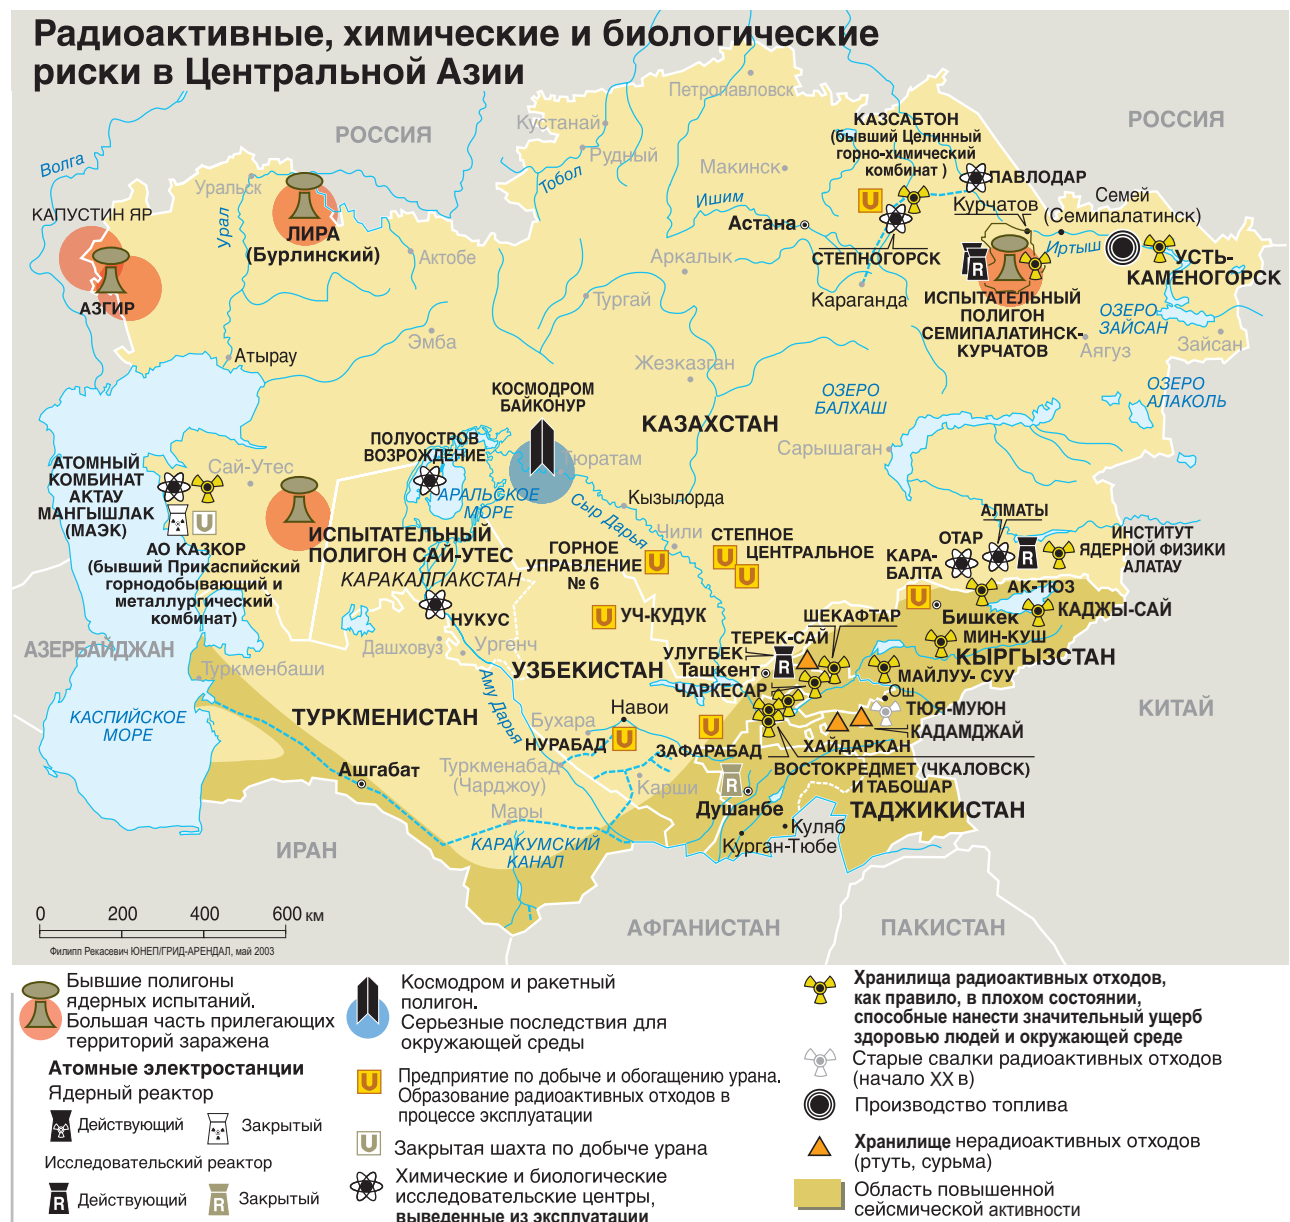 Радиоактивные, химические и биологические
риски в Центральной Азии
РОССИЯ
РОССИЯ
Волга
КАПУСТИН ЯР
АЗГИР
Уральск
Урал
ЛИРА
(Бурлинский)
Актобе
Эмба
Атырау
Кустанай
Рудный
Тобол
Петропавловск
Макинск
Ишим
Астана
Аркалык
Тургай
Жезказган
КАЗСАБТОН
(бывший Целинный
горно-химический
комбинат )
ПАВЛОДАР
Курчатов
Семей
(Семипалатинск)
Иртыш
УСТЬ-
КАМЕНОГОРСК
СТЕПНОГОРСК
Караганда
ИСПЫТАТЕЛЬНЫЙ
ПОЛИГОН
СЕМИПАЛАТИНСК-
КУРЧАТОВ
ОЗЕРО
ЗАЙСАН
Зайсан
Аягуз
ОЗЕРО
АЛАКОЛЬ
ОЗЕРО
БАЛХАШ
КОСМОДРОМ
БАЙКОНУР
КАЗАХСТАН
Сарышаган
ПОЛУОСТРОВ
ВОЗРОЖДЕНИЕ
Тюратам
АРАЛЬСКОЕ
МОРЕ
Сыр Дарья
Кызылорда
Чили
АТОМНЫЙ
КОМБИНАТ
АКТАУ
МАНГЫШЛАК
(МАЭК)
Сай-Утес
АО КАЗКОР
(бывший Прикаспийский
горнодобывающий и
металлургический
комбинат)
ИСПЫТАТЕЛЬНЫЙ
ПОЛИГОН САЙ-УТЕС
КАРАКАЛПАКСТАН
НУКУС
ГОРНОЕ
УПРАВЛЕНИЕ
№ 6
СТЕПНОЕ
ЦЕНТРАЛЬНОЕ
УЧ-КУДУК
АЛМАТЫ
ОТАР
ИНСТИТУТ
ЯДЕРНОЙ ФИЗИКИ
АЛАТАУ
КАРА-
БАЛТА
АК-ТЮЗ
КАДЖЫ-САЙ
Бишкек
МИН-КУШ
КЫРГЫЗСТАН
ШЕКАФТАР
ТЕРЕК-САЙ
УЛУГБЕК
Ташкент
ЧАРКЕСАР
МАЙЛУУ- СУУ
Ош
ТЮЯ-МУЮН
КАДАМДЖАЙ
ХАЙДАРКАН
ВОСТОКРЕДМЕТ (ЧКАЛОВСК)
И ТАБОШАР
АЗЕРБАЙДЖАН
Туркменбаши
КАСПИЙСКОЕ
МОРЕ
Дашховуз
Ургенч
УЗБЕКИСТАН
ТУРКМЕНИСТАН
Аму Дарья
Бухара
Навои
НУРАБАД
ЗАФАРАБАД
Туркменабад
(Чарджоу)
Карши
Ашгабат
Мары
КАРАКУМСКИЙ
КАНАЛ
Душанбе
ТАДЖИКИСТАН
Куляб
Курган-Тюбе
КИТАЙ
ИРАН
АФГАНИСТАН
ПАКИСТАН
0 200 400 600 км
Филипп Рекасевич ЮНЕП/ГРИД-АРЕНДАЛ, май 2003
Бывшие полигоны
ядерных испытаний.
Большая часть прилегающих
территорий заражена
Атомные электростанции
Ядерный реактор
Действующий Закрытый
Исследовательский реактор
R Действующий R Закрытый
Космодром и ракетный
полигон.
Серьезные последствия для
окружающей среды
U Предприятие по добыче и обогащению урана.
Образование радиоактивных отходов в
процессе эксплуатации
U Закрытая шахта по добыче урана
Химические и биологические
исследовательские центры,
выведенные из эксплуатации
Хранилища радиоактивных отходов,
как правило, в плохом состоянии,
способные нанести значительный ущерб
здоровью людей и окружающей среде
Старые свалки радиоактивных отходов
(начало XX в)
Производство топлива
Хранилище нерадиоактивных отходов
(ртуть, сурьма)
Область повышенной
сейсмической активности